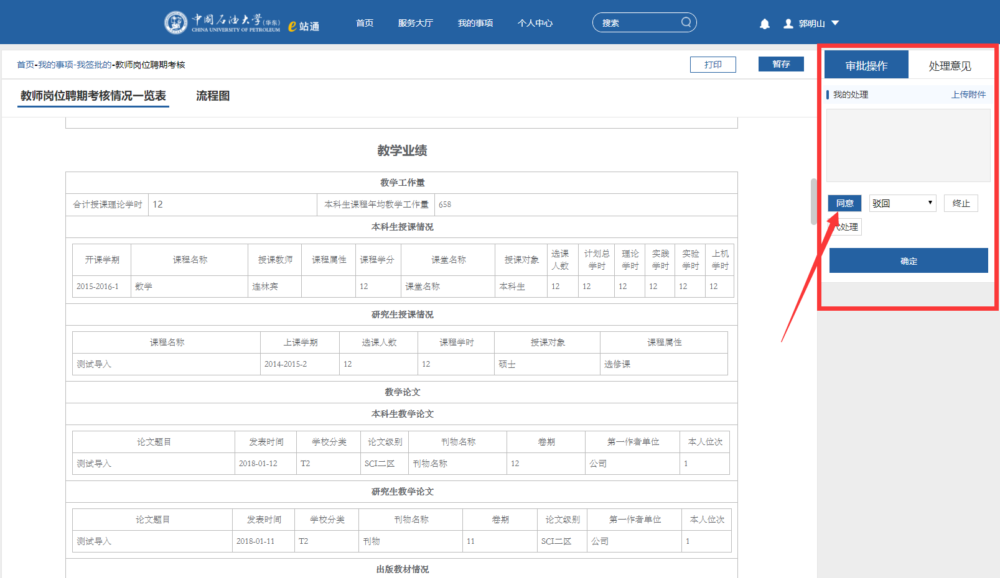 中国石油大学(华东)
CHINA UNIVERSITY OF PETROLEUM
e站通
首页 服务大厅 我的事项 个人中心
搜索
郭明山
首页-我的事项-我签批的-教师岗位聘期考核
打印 暂存
教师岗位聘期考核情况一览表 流程图
审批操作 处理意见
我的处理 上传附件
同意 驳回 终止
代处理
确定
教学业绩
教学工作量
合计授课理论学时 12 本科生课程年均教学工作量 658
本科生授课情况
开课学期 课程名称 授课教师 课程属性 课程学分 课堂名称 授课对象 选课人数 计划总学时 理论学时 实践学时 实验学时 上机学时
2015-2016-1 数学 连林宾 12 课堂名称 本科生 12 12 12 12 12 12
研究生授课情况
课程名称 上课学期 选课人数 课程学时 授课对象 课程属性
测试导入 2014-2015-2 12 12 硕士 选修课
教学论文
本科生教学论文
论文题目 发表时间 学校分类 论文级别 刊物名称 卷期 第一作者单位 本人位次
测试导入 2018-01-12 T2 SCI二区 刊物名称 12 公司 1
研究生教学论文
论文题目 发表时间 学校分类 刊物名称 卷期 论文级别 第一作者单位 本人位次
测试导入 2018-01-11 T2 刊物 11 SCI二区 公司 1
出版教材情况